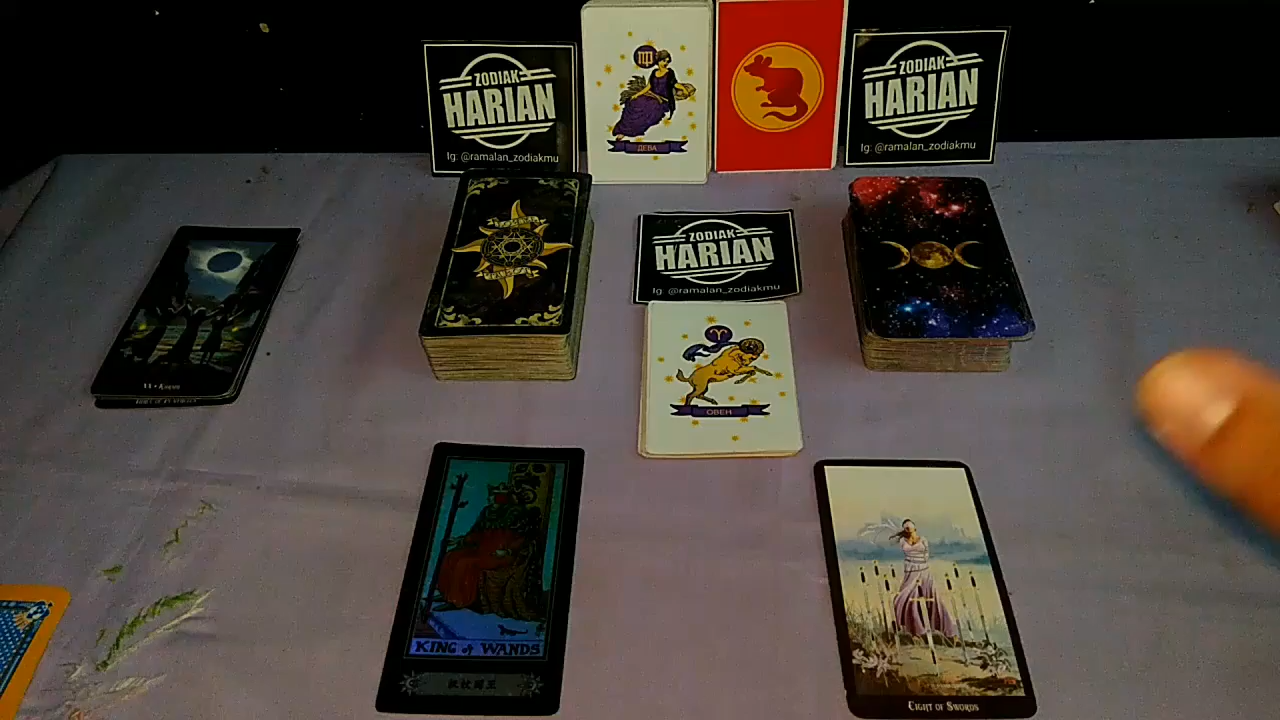 ZODIAK
HARIAN
Ig: @ramalan_zodiakmu
ДЕВА
ZODIAK
HARIAN
Ig: @ramalan_zodiakmu
ZODIAK
HARIAN
Ig: @ramalan_zodiakmu
ОВЕН
KING of WANDS
EIGHT OF SWORDS